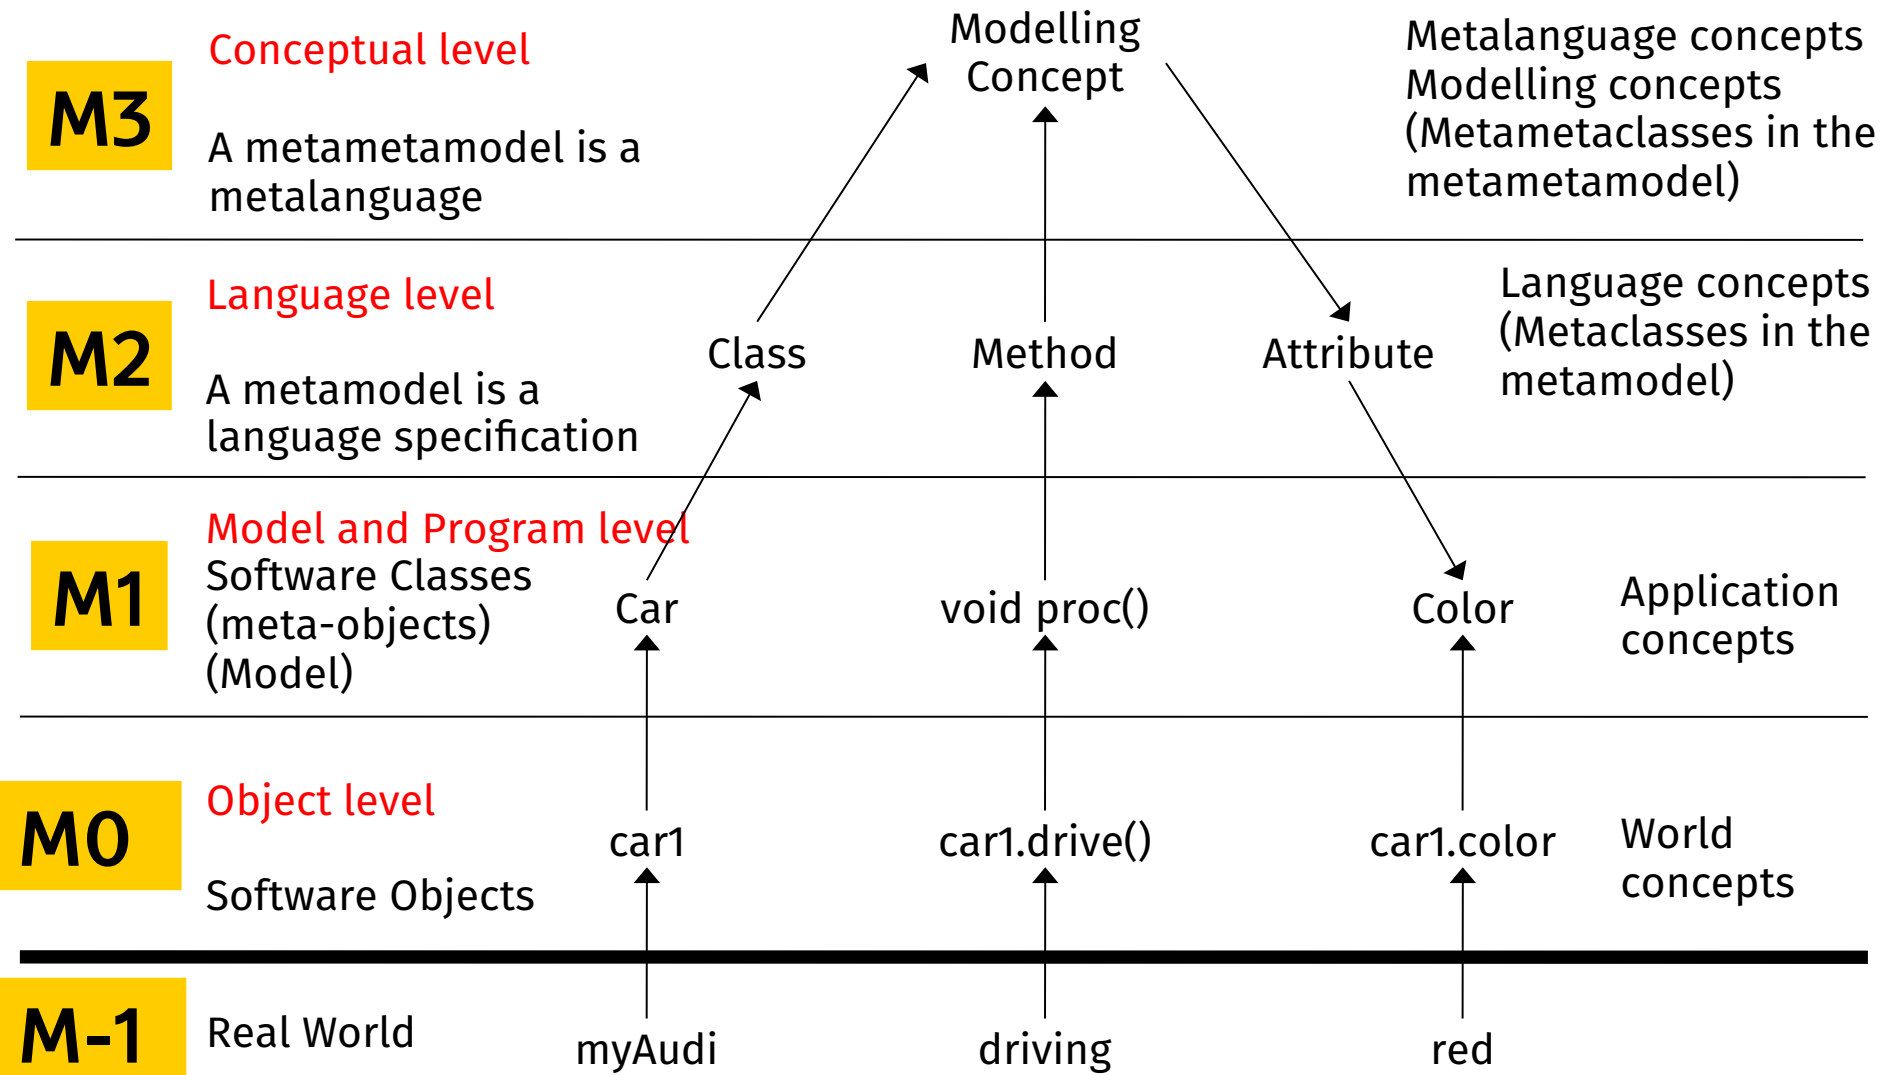 M3
Conceptual level
A metametamodel is a
metalanguage
Modelling
Concept
Metalanguage concepts
Modelling concepts
(Metametaclasses in the
metametamodel)
M2
Language level
A metamodel is a
language specification
Class
Method
Attribute
Language concepts
(Metaclasses in the
metamodel)
M1
Model and Program level
Software Classes
(meta-objects)
(Model)
Car
void proc()
Color
Application
concepts
M0
Object level
Software Objects
car1
car1.drive()
car1.color
World
concepts
M-1
Real World
myAudi
driving
red